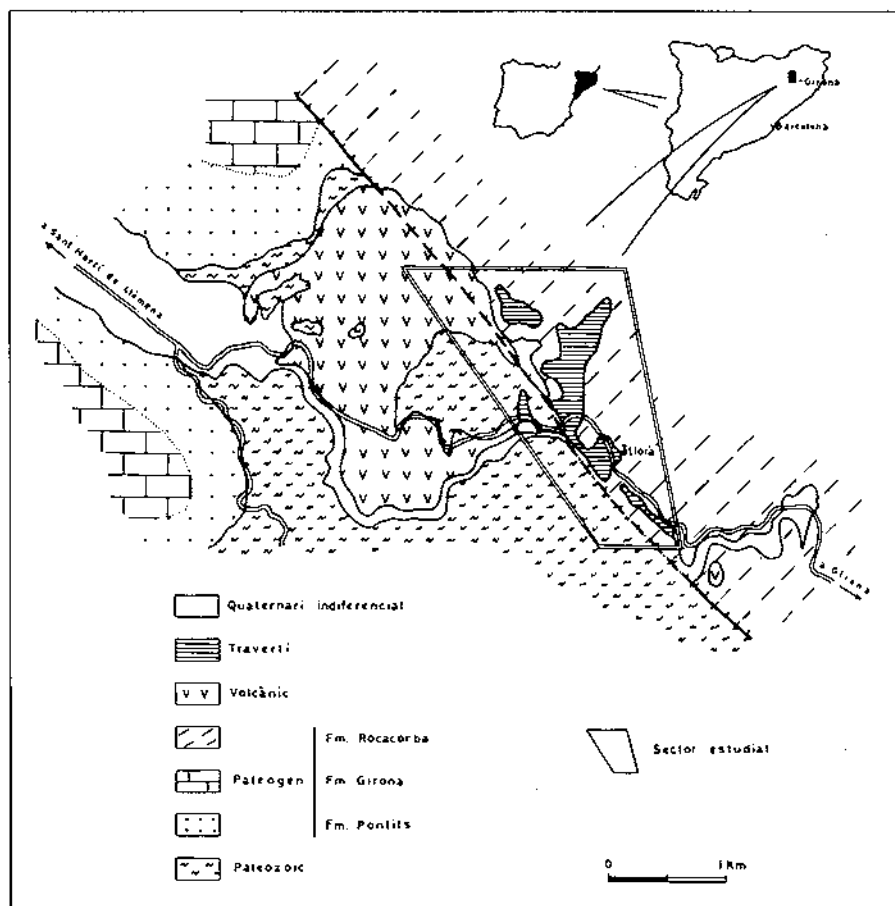 Girona
Barcelona
a Sant Martí de Llémena
Llorà
a Girona
V
Quaternari indiferenciat
Travertí
V V
Volcànic
Fm. Rocacorba
Paleogen
Fm. Girona
Fm. Pontils
Paleozoic
Sector estudiat
0
1 Km